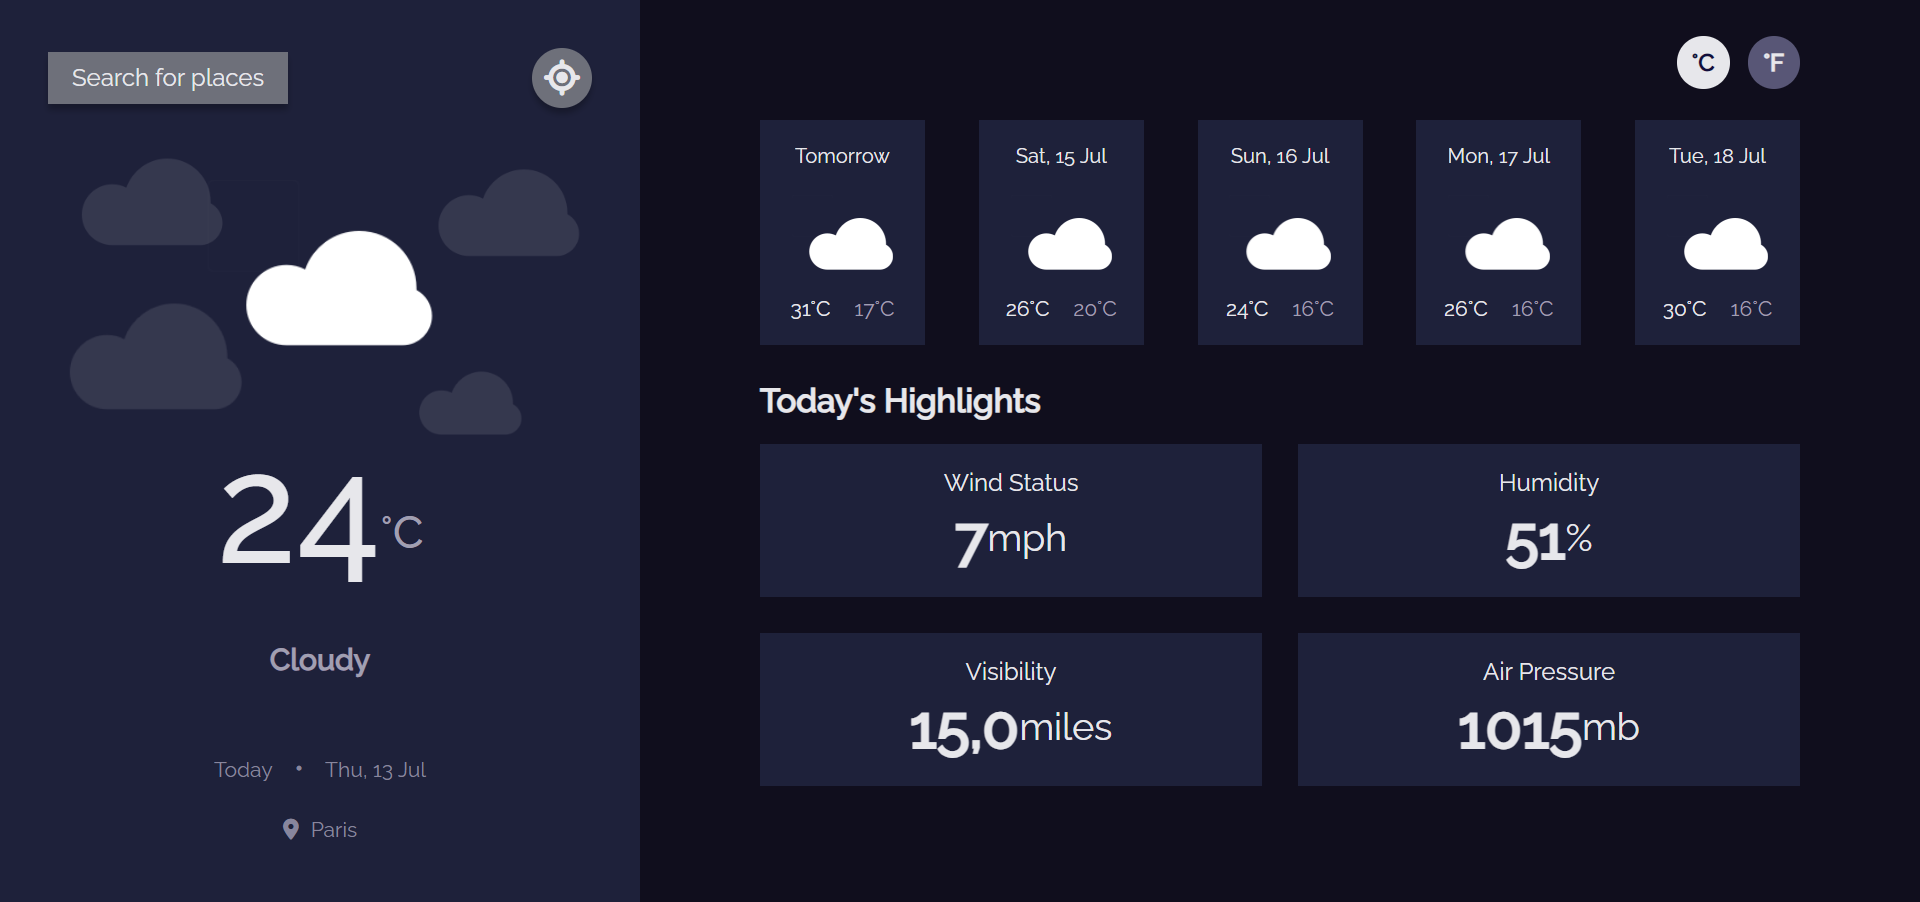 Search for places
24°C
Cloudy
Today • Thu, 13 Jul
Paris
°C °F
Tomorrow
31°C 17°C
Sat, 15 Jul
26°C 20°C
Sun, 16 Jul
24°C 16°C
Mon, 17 Jul
26°C 16°C
Tue, 18 Jul
30°C 16°C
Today's Highlights
Wind Status
7mph
Humidity
51%
Visibility
15,0miles
Air Pressure
1015mb